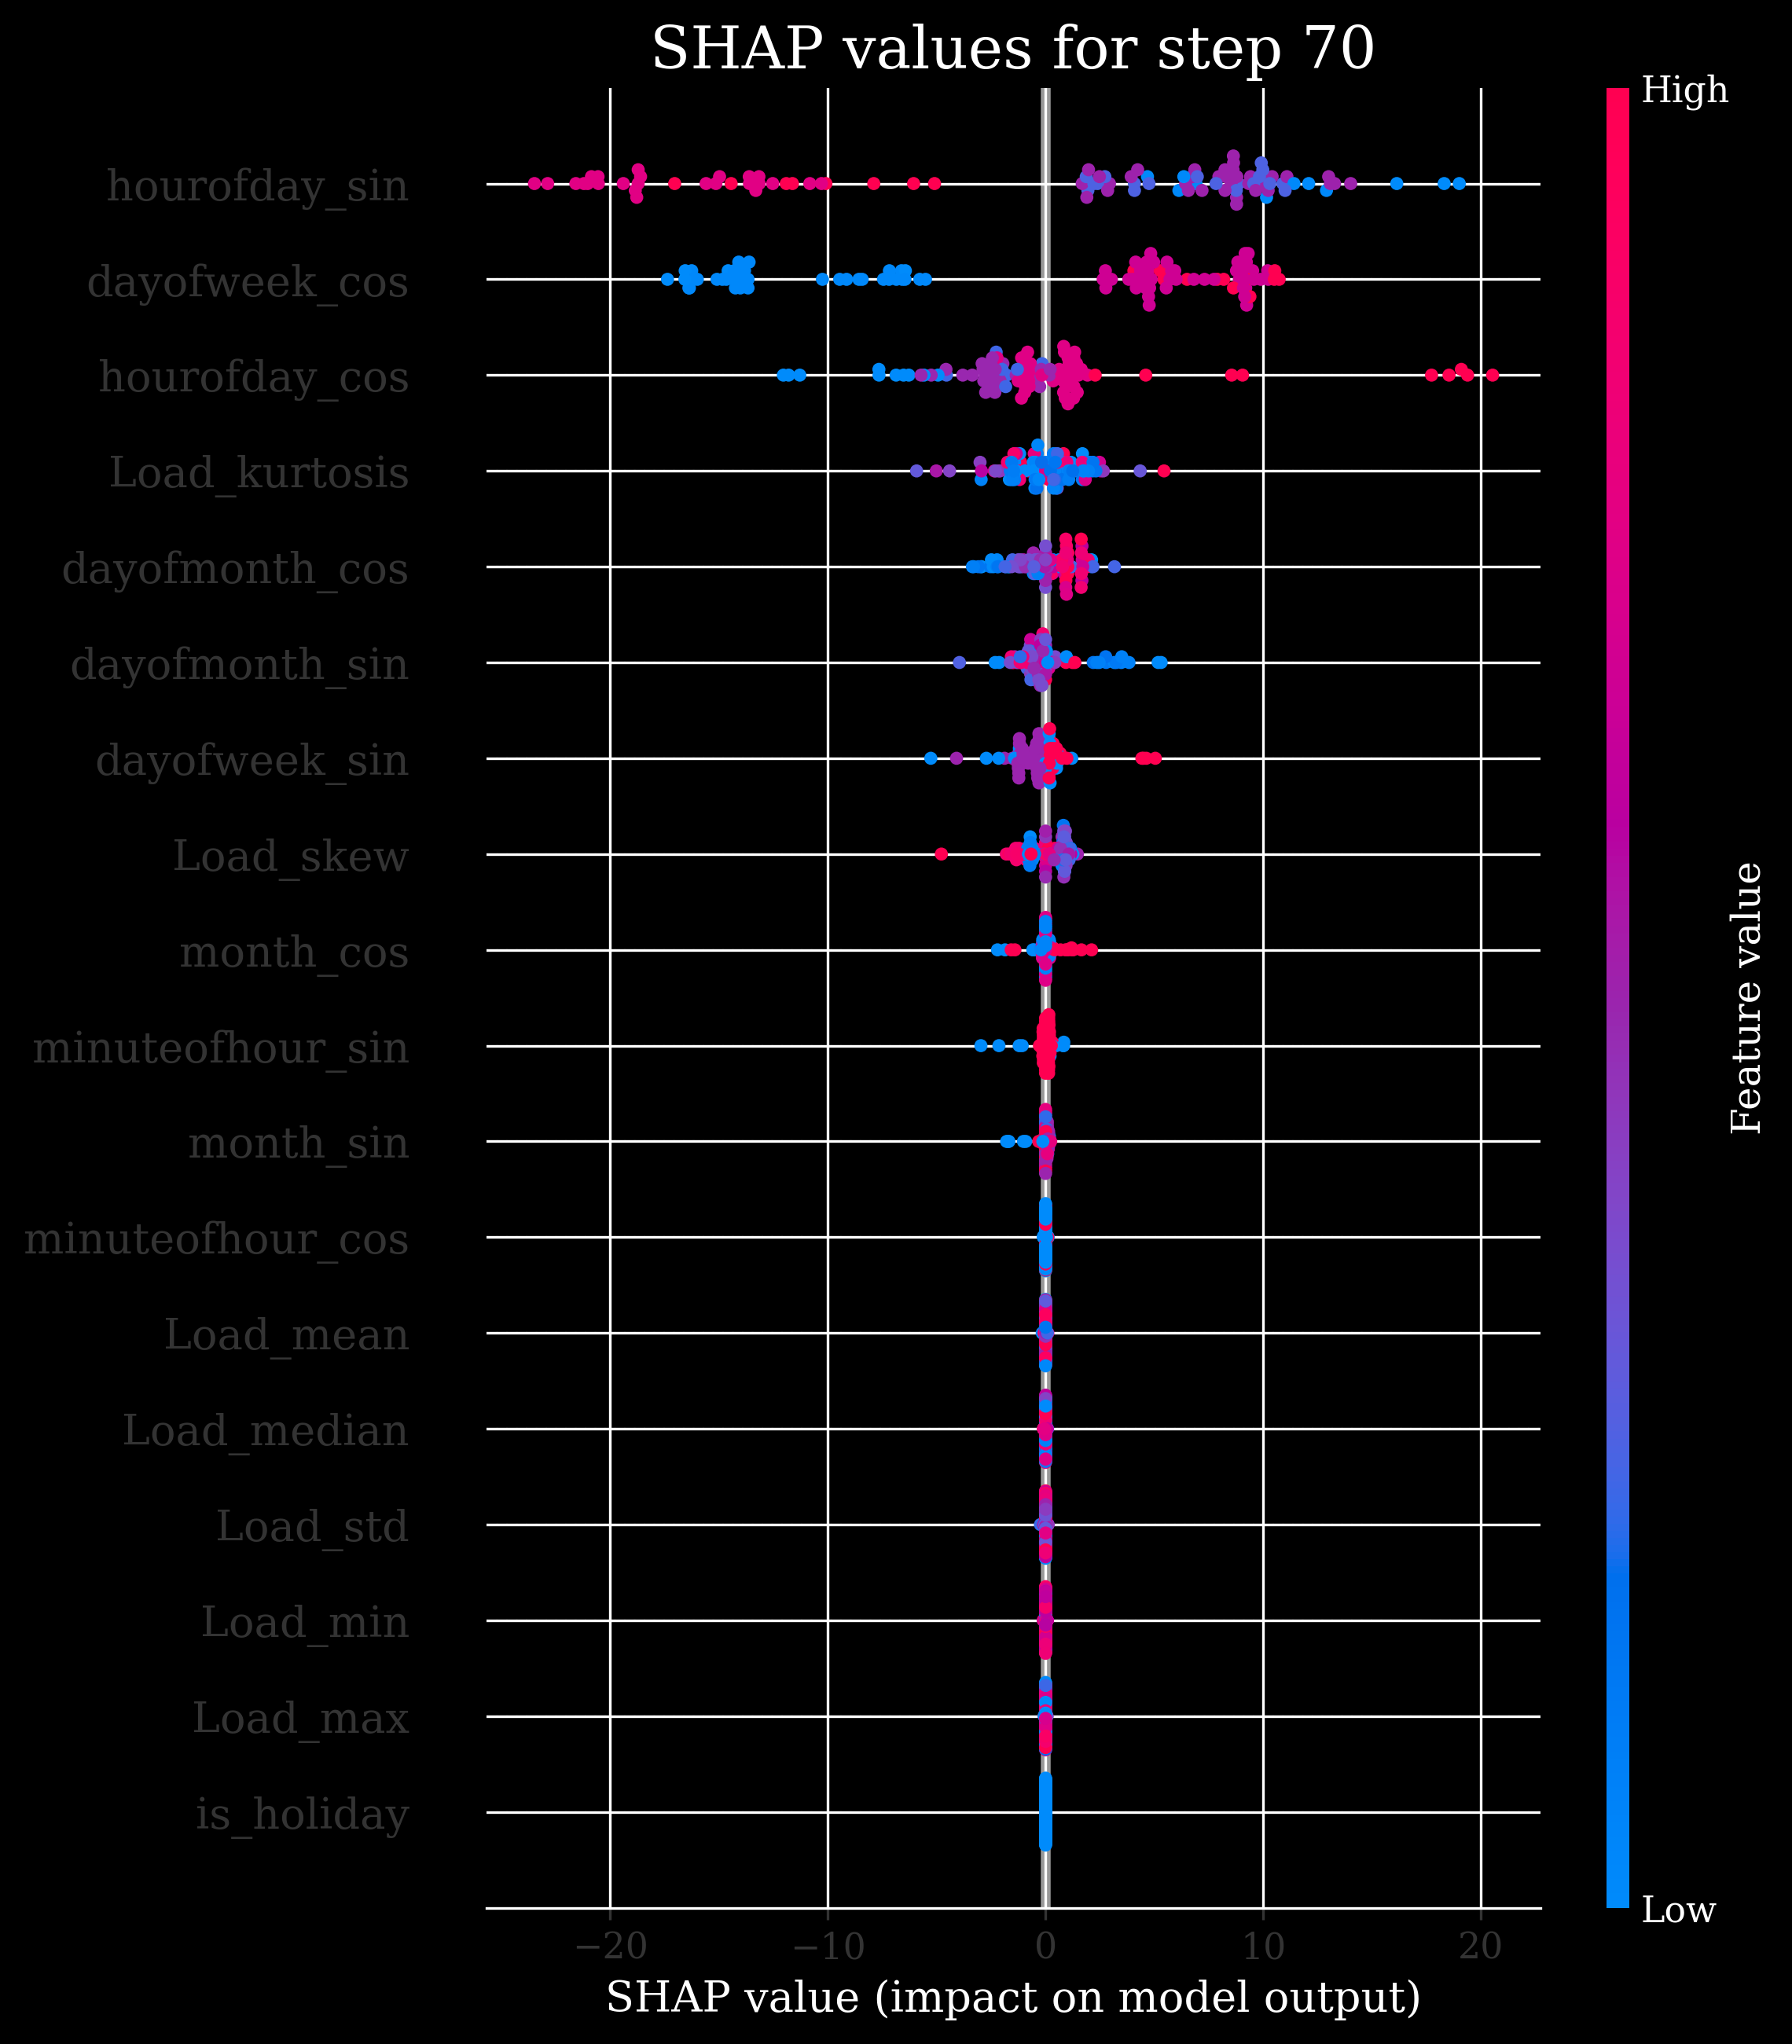 SHAP values for step 70
High
hourofday_sin
dayofweek_cos
hourofday_cos
Load_kurtosis
dayofmonth_cos
dayofmonth_sin
dayofweek_sin
Load_skew
month_cos
minuteofhour_sin
month_sin
minuteofhour_cos
Load_mean
Load_median
Load_std
Load_min
Load_max
is_holiday
Feature value
Low
−20 −10 0 10 20
SHAP value (impact on model output)